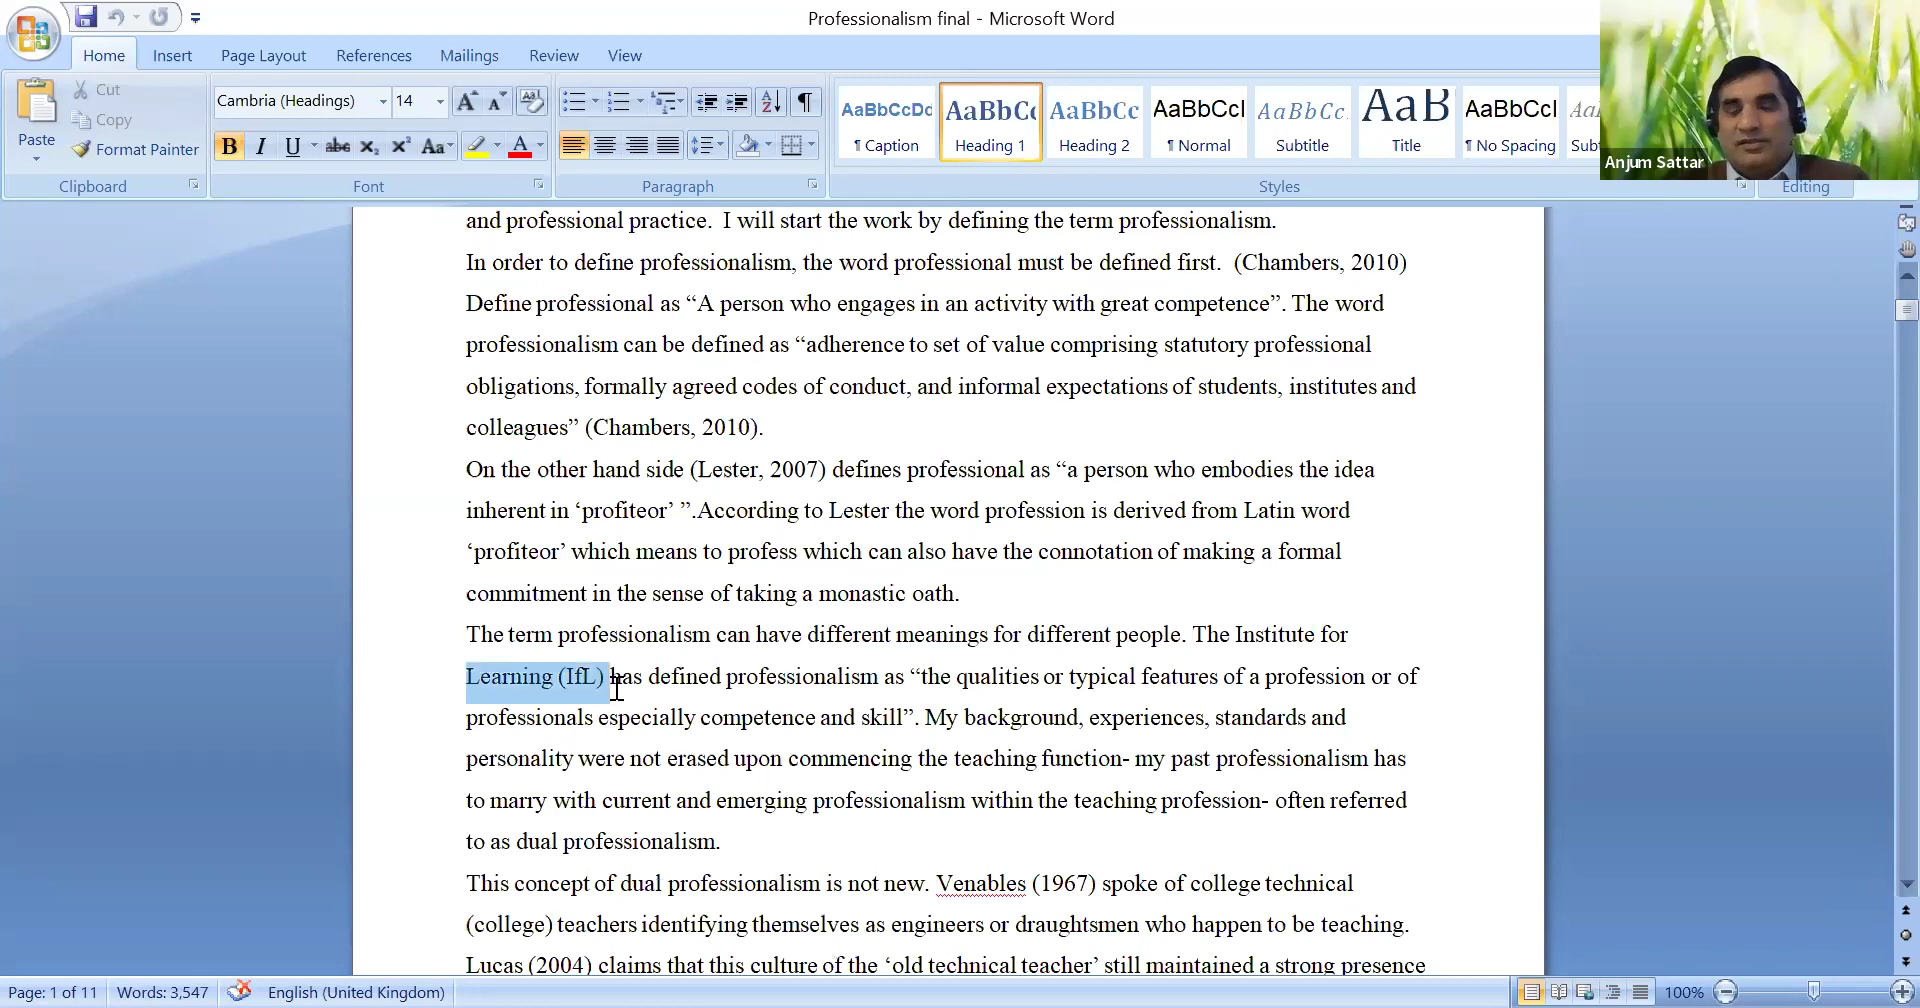 Professionalism final - Microsoft Word
Home Insert Page Layout References Mailings Review View
Paste
Cut
Copy
Format Painter
Clipboard
Cambria (Headings) 14
B I U abc X₂ X² Aa A
Font
Paragraph
AaBbCcDd AaBbCc AaBbCc AaBbCcI AaBbCc. AaB AaBbCcI
¶ Caption Heading 1 Heading 2 ¶ Normal Subtitle Title ¶ No Spacing
Styles
Editing
Anjum Sattar
and professional practice.  I will start the work by defining the term professionalism.
In order to define professionalism, the word professional must be defined first.  (Chambers, 2010)
Define professional as “A person who engages in an activity with great competence”. The word
professionalism can be defined as “adherence to set of value comprising statutory professional
obligations, formally agreed codes of conduct, and informal expectations of students, institutes and
colleagues” (Chambers, 2010).
On the other hand side (Lester, 2007) defines professional as “a person who embodies the idea
inherent in ‘profiteor’ ”.According to Lester the word profession is derived from Latin word
‘profiteor’ which means to profess which can also have the connotation of making a formal
commitment in the sense of taking a monastic oath.
The term professionalism can have different meanings for different people. The Institute for
Learning (IfL) has defined professionalism as “the qualities or typical features of a profession or of
professionals especially competence and skill”. My background, experiences, standards and
personality were not erased upon commencing the teaching function- my past professionalism has
to marry with current and emerging professionalism within the teaching profession- often referred
to as dual professionalism.
This concept of dual professionalism is not new. Venables (1967) spoke of college technical
(college) teachers identifying themselves as engineers or draughtsmen who happen to be teaching.
Lucas (2004) claims that this culture of the ‘old technical teacher’ still maintained a strong presence
Page: 1 of 11 Words: 3,547 English (United Kingdom) 100%